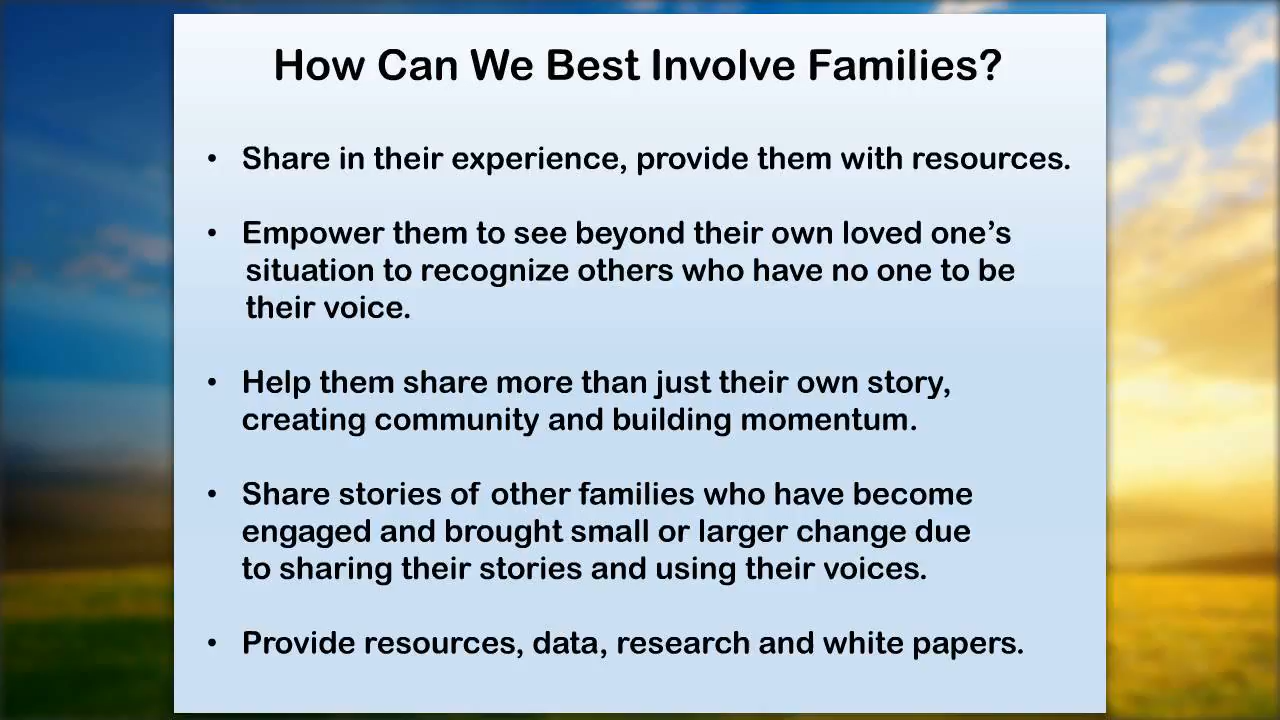 How Can We Best Involve Families?
• Share in their experience, provide them with resources.
• Empower them to see beyond their own loved one’s
situation to recognize others who have no one to be
their voice.
• Help them share more than just their own story,
creating community and building momentum.
• Share stories of other families who have become
engaged and brought small or larger change due
to sharing their stories and using their voices.
• Provide resources, data, research and white papers.